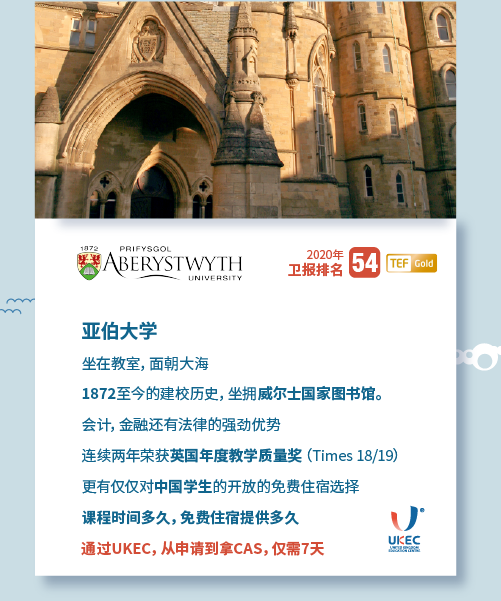 1872
PRIFYSGOL
ABERYSTWYTH
UNIVERSITY
2020年
卫报排名
54
TEF Gold
亚伯大学
坐在教室，面朝大海
1872至今的建校历史，坐拥威尔士国家图书馆。
会计，金融还有法律的强劲优势
连续两年荣获英国年度教学质量奖（Times 18/19）
更有仅仅对中国学生的开放的免费住宿选择
课程时间多久，免费住宿提供多久
通过UKEC，从申请到拿CAS，仅需7天
UKEC
UNITED KINGDOM
EDUCATION CENTRE